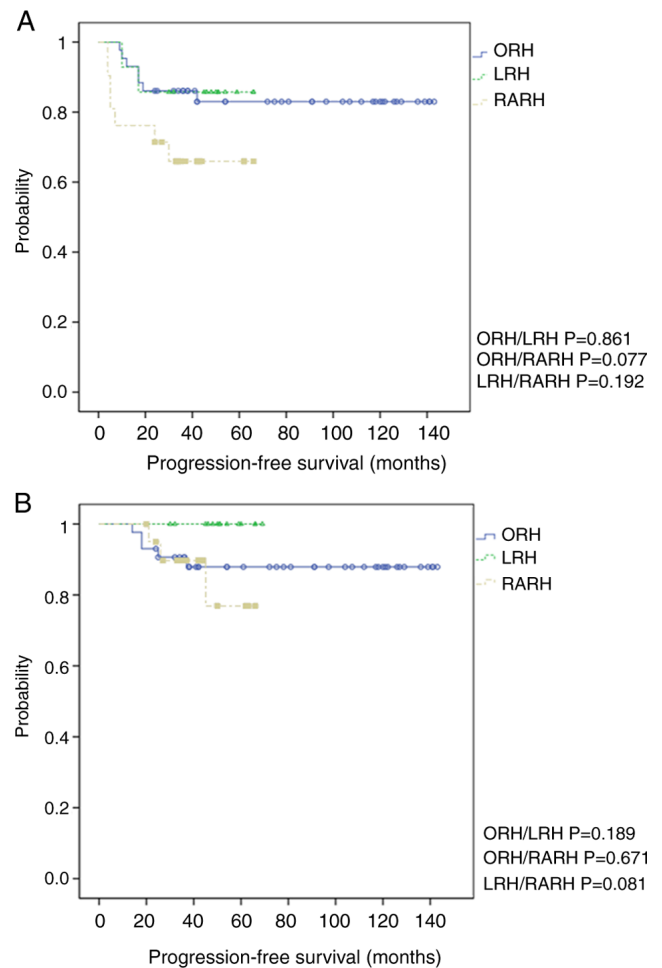 A
1
0.8
0.6
0.4
0.2
0.0
Probability
0 20 40 60 80 100 120 140
Progression-free survival (months)
ORH
LRH
RARH
ORH/LRH P=0.861
ORH/RARH P=0.077
LRH/RARH P=0.192
B
1
0.8
0.6
0.4
0.2
0.0
Probability
0 20 40 60 80 100 120 140
Progression-free survival (months)
ORH
LRH
RARH
ORH/LRH P=0.189
ORH/RARH P=0.671
LRH/RARH P=0.081